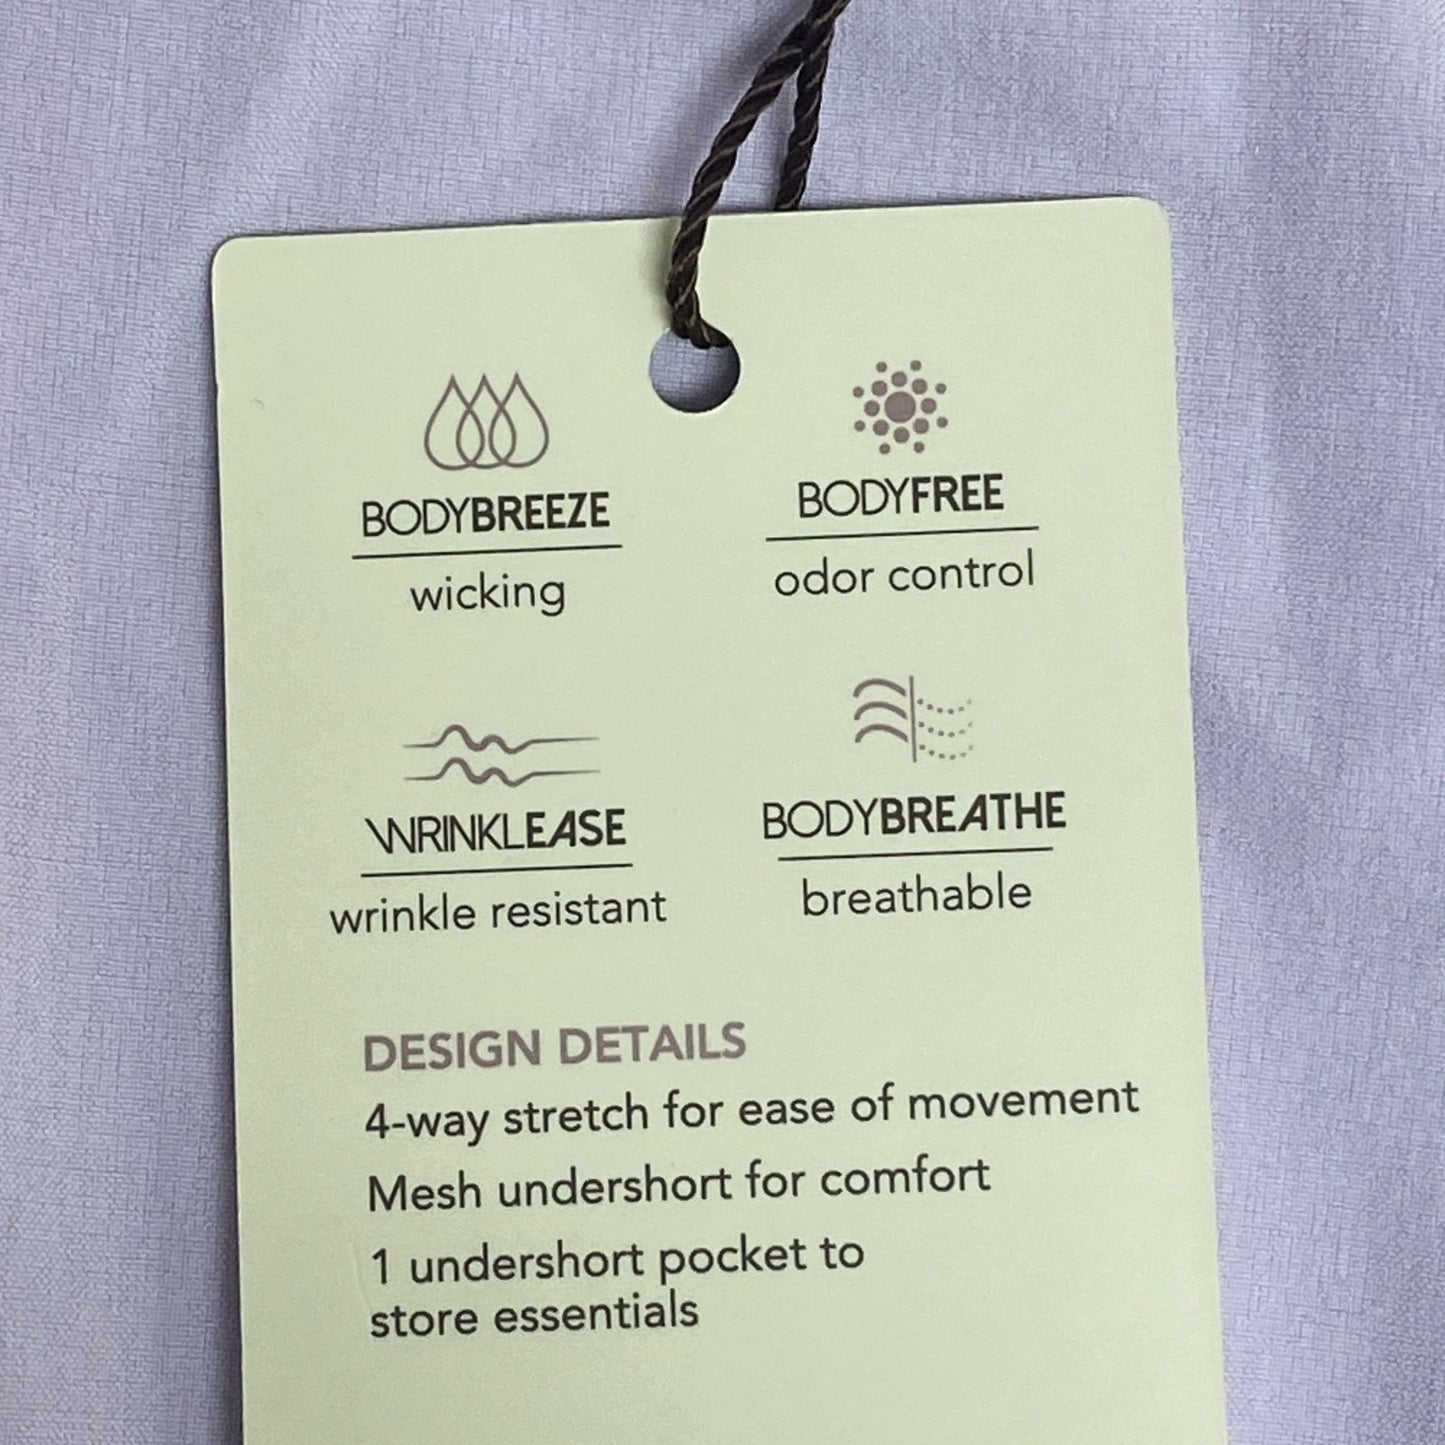 BODYBREEZE
wicking
BODYFREE
odor control
WRINKLEASE
wrinkle resistant
BODYBREATHE
breathable
DESIGN DETAILS
4-way stretch for ease of movement
Mesh undershort for comfort
1 undershort pocket to
store essentials